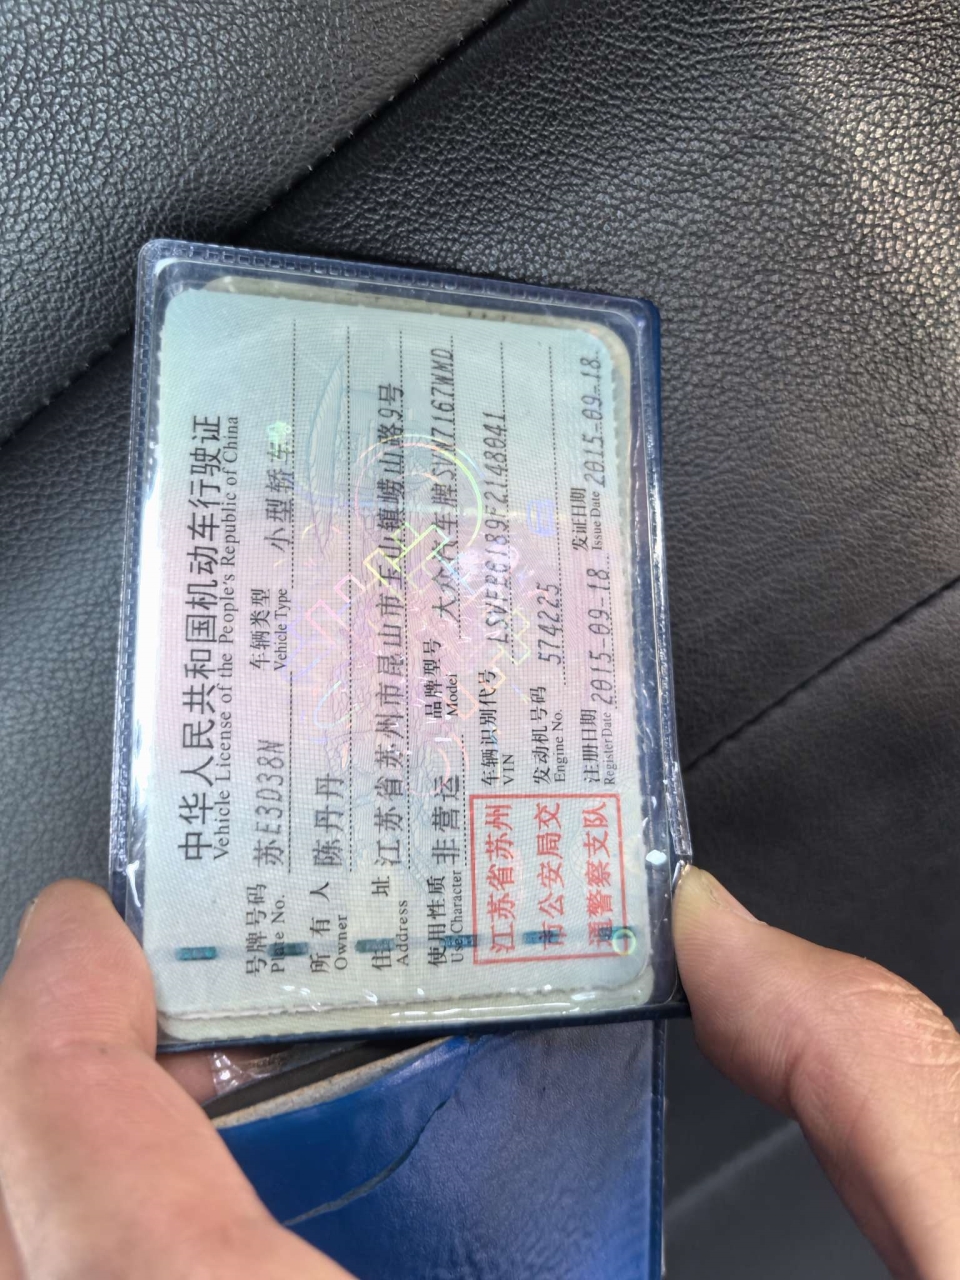 中华人民共和国机动车行驶证
Vehicle License of the People's Republic of China
号牌号码 苏E3D38N 车辆类型 小型轿车
Plate No. Vehicle Type
所有人 陈丹丹
Owner
住址 江苏省苏州市昆山市玉山镇崂山路9号
Address
使用性质 非营运 品牌型号 大众汽车牌SVW7167WMD
Use Character Model
江苏省苏州
市公安局交
通警察支队
车辆识别代号
VIN
发动机号码 574225
Engine No.
注册日期 2015-09-18 发证日期 2015-09-18
Register Date Issue Date